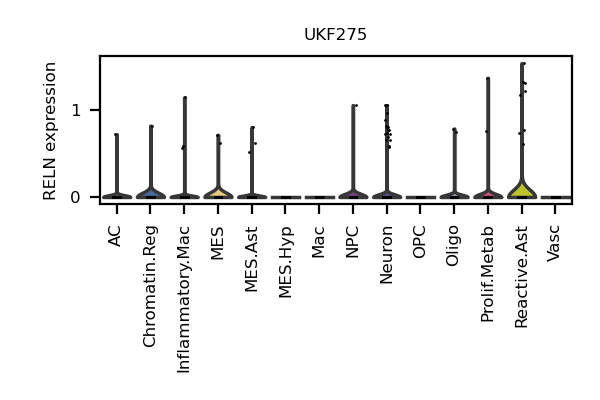 UKF275
RELN expression
1
0
AC
Chromatin.Reg
Inflammatory.Mac
MES
MES.Ast
MES.Hyp
Mac
NPC
Neuron
OPC
Oligo
Prolif.Metab
Reactive.Ast
Vasc